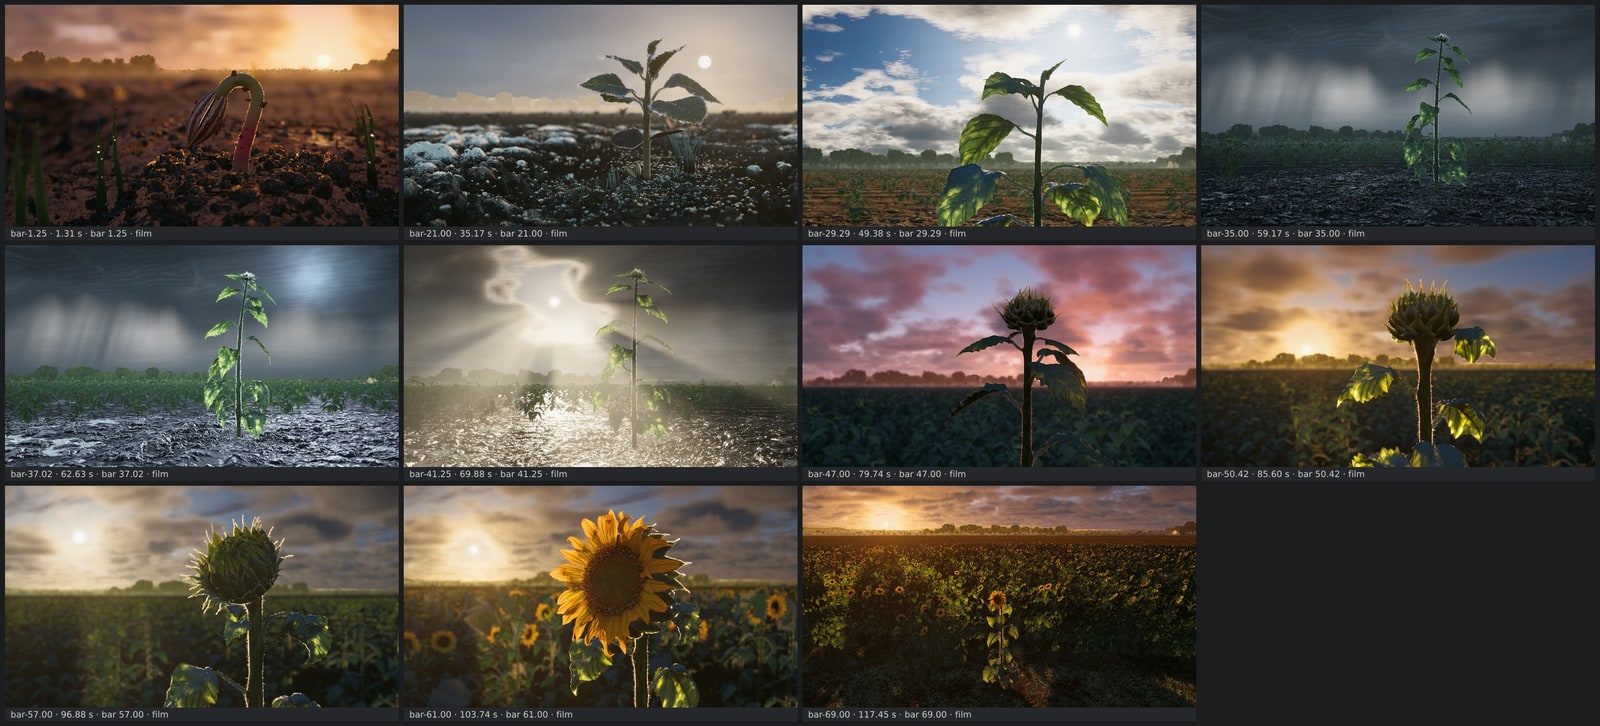 bar-1.25 · 1.31 s · bar 1.25 · film
bar-21.00 · 35.17 s · bar 21.00 · film
bar-29.29 · 49.38 s · bar 29.29 · film
bar-35.00 · 59.17 s · bar 35.00 · film
bar-37.02 · 62.63 s · bar 37.02 · film
bar-41.25 · 69.88 s · bar 41.25 · film
bar-47.00 · 79.74 s · bar 47.00 · film
bar-50.42 · 85.60 s · bar 50.42 · film
bar-57.00 · 96.88 s · bar 57.00 · film
bar-61.00 · 103.74 s · bar 61.00 · film
bar-69.00 · 117.45 s · bar 69.00 · film